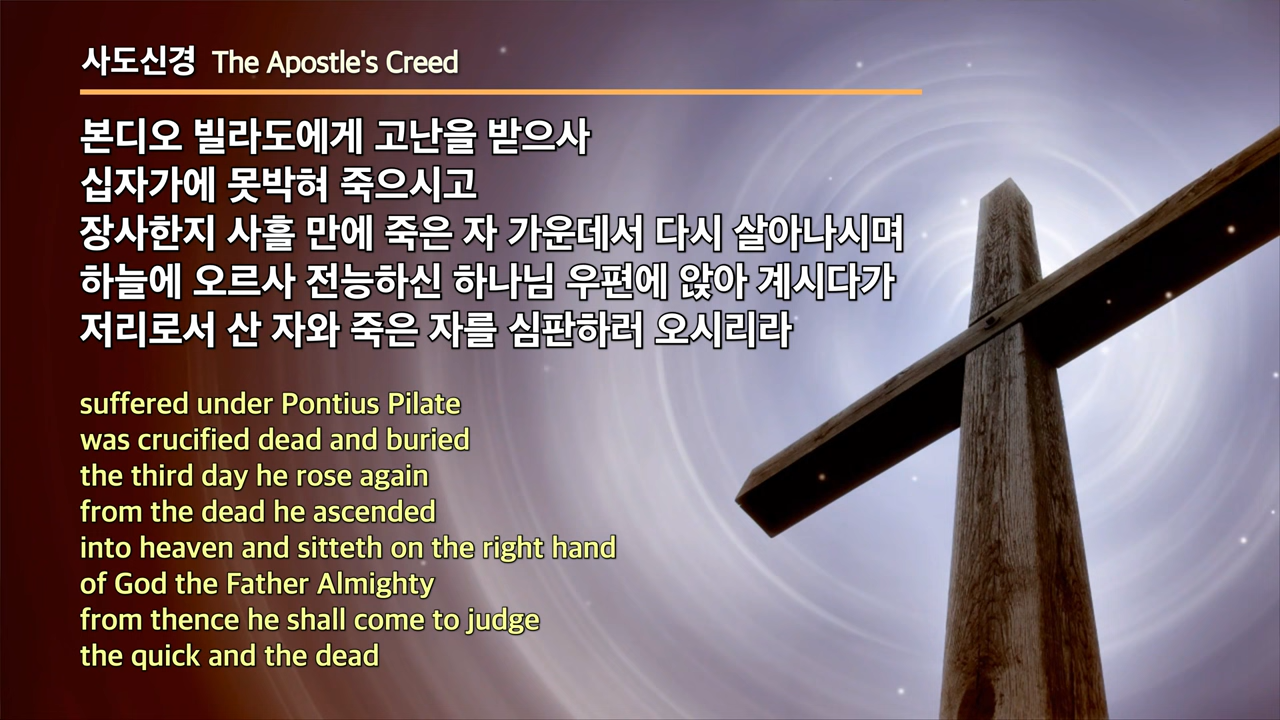 사도신경 The Apostle's Creed
본디오 빌라도에게 고난을 받으사
십자가에 못박혀 죽으시고
장사한지 사흘 만에 죽은 자 가운데서 다시 살아나시며
하늘에 오르사 전능하신 하나님 우편에 앉아 계시다가
저리로서 산 자와 죽은 자를 심판하러 오시리라
suffered under Pontius Pilate
was crucified dead and buried
the third day he rose again
from the dead he ascended
into heaven and sitteth on the right hand
of God the Father Almighty
from thence he shall come to judge
the quick and the dead